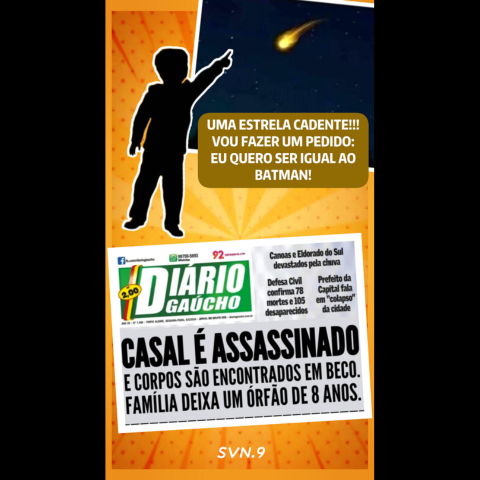 UMA ESTRELA CADENTE!!!
VOU FAZER UM PEDIDO:
EU QUERO SER IGUAL AO
BATMAN!
92
2,00
DIÁRIO
GAÚCHO
Canoas e Eldorado do Sul
devastados pela chuva
Defesa Civil
confirma 78
mortes e 105
desaparecidos
Prefeito da
Capital fala
em "colapso"
da cidade
CASAL É ASSASSINADO
E CORPOS SÃO ENCONTRADOS EM BECO.
FAMÍLIA DEIXA UM ÓRFÃO DE 8 ANOS.
SVN.9